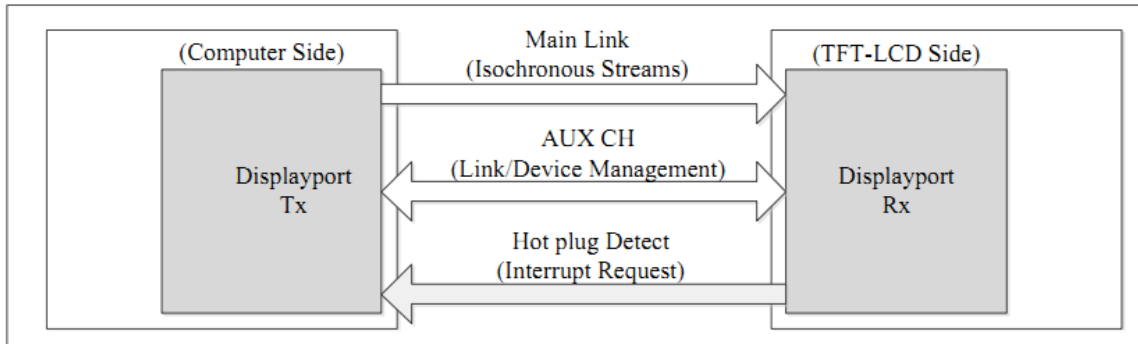 (Computer Side)
Main Link
(Isochronous Streams)
(TFT-LCD Side)
AUX CH
(Link/Device Management)
Displayport
Tx
Displayport
Rx
Hot plug Detect
(Interrupt Request)